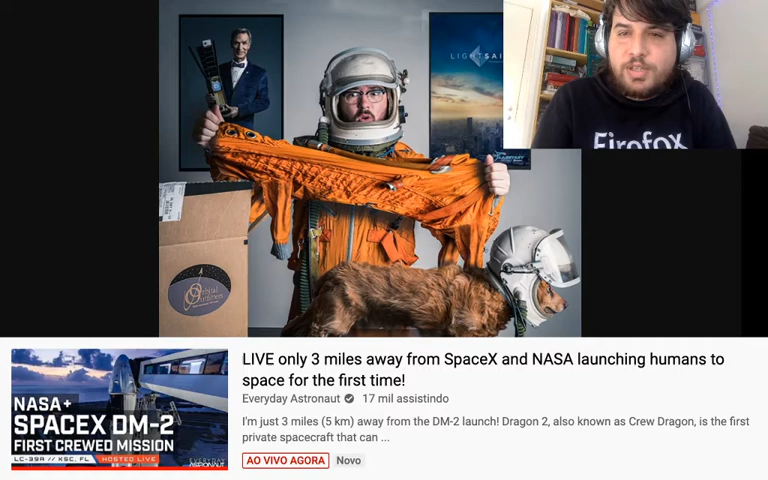 LIGHTSAIL
Firefox
Orbital
Outfitters
LIVE only 3 miles away from SpaceX and NASA launching humans to
space for the first time!
Everyday Astronaut
17 mil assistindo
I'm just 3 miles (5 km) away from the DM-2 launch! Dragon 2, also known as Crew Dragon, is the first
private spacecraft that can ...
AO VIVO AGORA
Novo
NASA+
SPACEX DM-2
FIRST CREWED MISSION
LC-39A // KSC, FL
HOSTED LIVE
EVERYDAY
ASTRONAUT